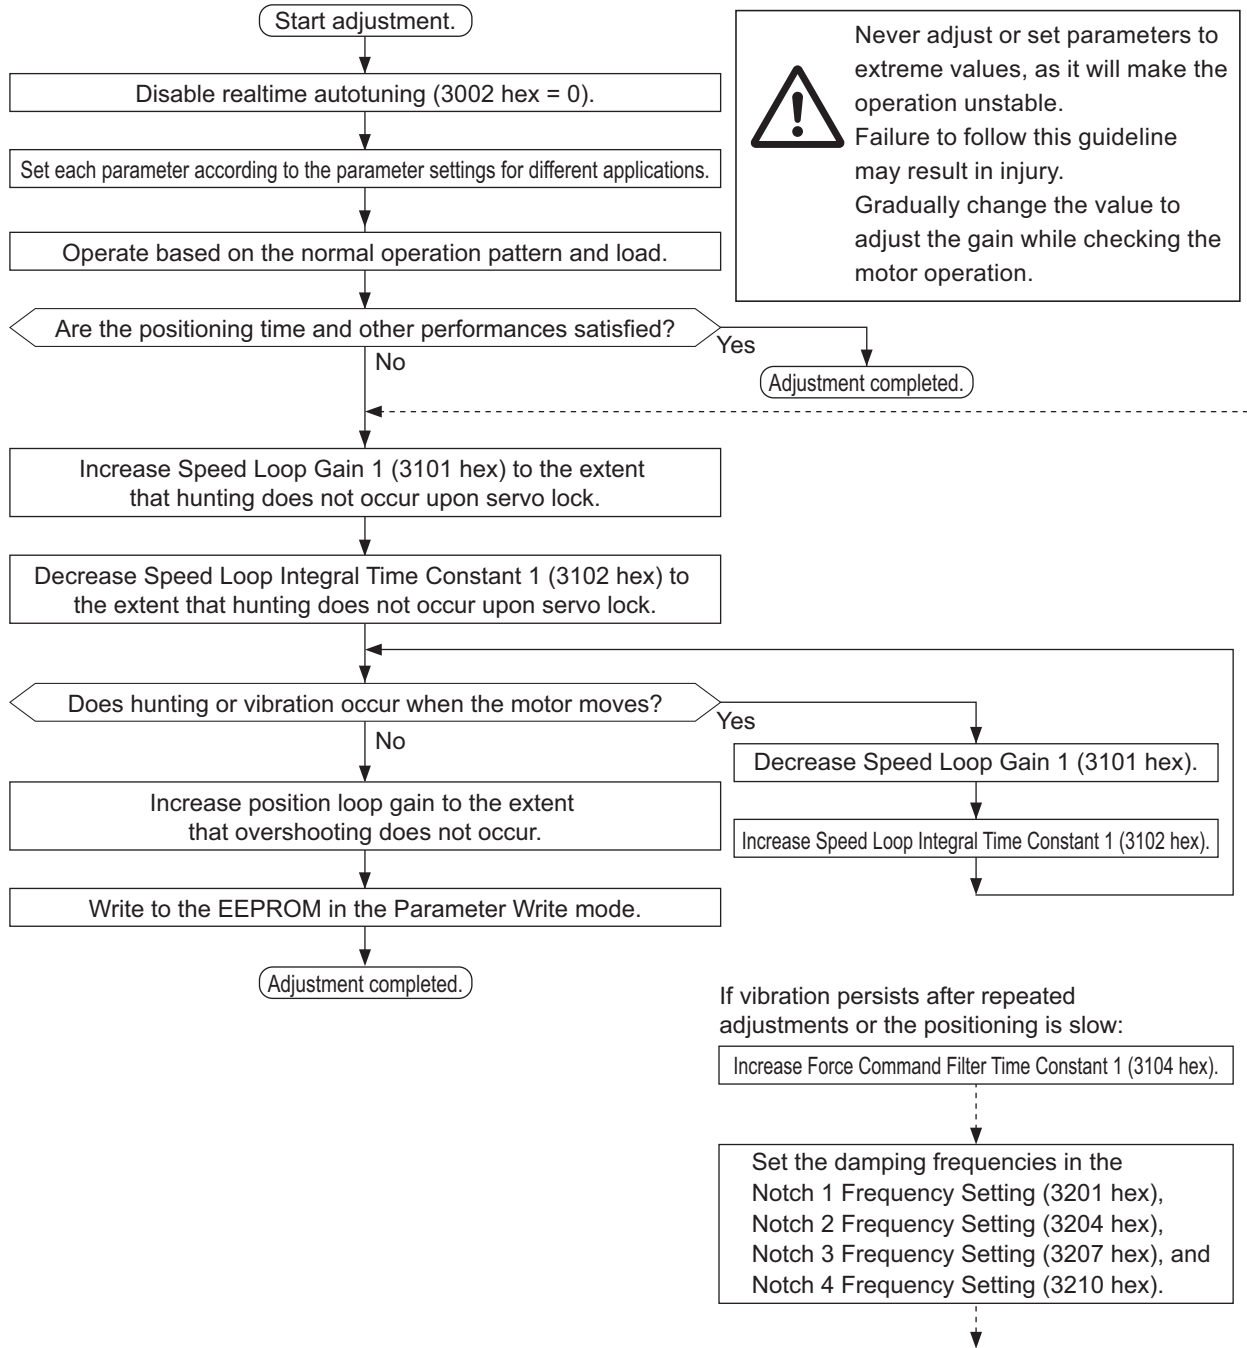 Start adjustment.
Disable realtime autotuning (3002 hex = 0).
Set each parameter according to the parameter settings for different applications.
Operate based on the normal operation pattern and load.
Are the positioning time and other performances satisfied?
Yes
No
Adjustment completed.
Never adjust or set parameters to
extreme values, as it will make the
operation unstable.
Failure to follow this guideline
may result in injury.
Gradually change the value to
adjust the gain while checking the
motor operation.
Increase Speed Loop Gain 1 (3101 hex) to the extent
that hunting does not occur upon servo lock.
Decrease Speed Loop Integral Time Constant 1 (3102 hex) to
the extent that hunting does not occur upon servo lock.
Does hunting or vibration occur when the motor moves?
Yes
No
Decrease Speed Loop Gain 1 (3101 hex).
Increase Speed Loop Integral Time Constant 1 (3102 hex).
Increase position loop gain to the extent
that overshooting does not occur.
Write to the EEPROM in the Parameter Write mode.
Adjustment completed.
If vibration persists after repeated
adjustments or the positioning is slow:
Increase Force Command Filter Time Constant 1 (3104 hex).
Set the damping frequencies in the
Notch 1 Frequency Setting (3201 hex),
Notch 2 Frequency Setting (3204 hex),
Notch 3 Frequency Setting (3207 hex), and
Notch 4 Frequency Setting (3210 hex).